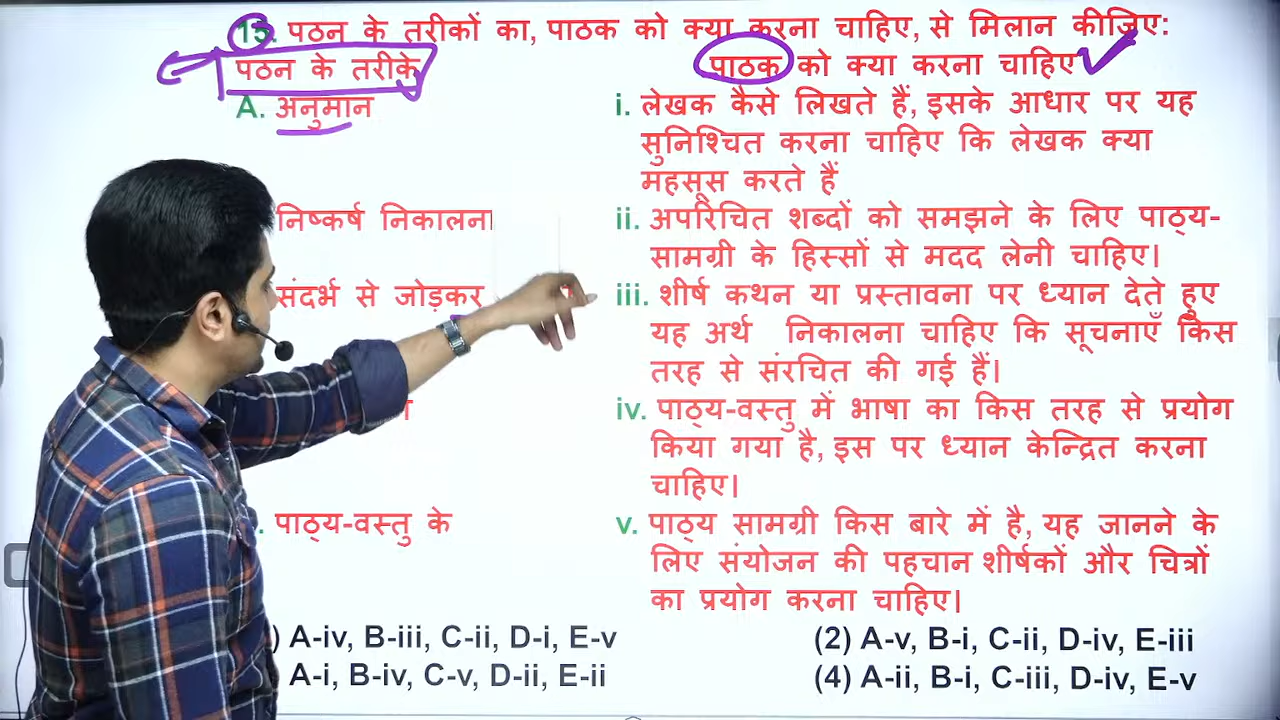 15. पठन के तरीकों का, पाठक को क्या करना चाहिए, से मिलान कीजिए:
पठन के तरीके
पाठक को क्या करना चाहिए
A. अनुमान
i. लेखक कैसे लिखते हैं, इसके आधार पर यह
सुनिश्चित करना चाहिए कि लेखक क्या
महसूस करते हैं
निष्कर्ष निकालना
ii. अपरिचित शब्दों को समझने के लिए पाठ्य-
सामग्री के हिस्सों से मदद लेनी चाहिए।
संदर्भ से जोड़कर
iii. शीर्ष कथन या प्रस्तावना पर ध्यान देते हुए
यह अर्थ निकालना चाहिए कि सूचनाएँ किस
तरह से संरचित की गई हैं।
iv. पाठ्य-वस्तु में भाषा का किस तरह से प्रयोग
किया गया है, इस पर ध्यान केन्द्रित करना
चाहिए।
पाठ्य-वस्तु के
v. पाठ्य सामग्री किस बारे में है, यह जानने के
लिए संयोजन की पहचान शीर्षकों और चित्रों
का प्रयोग करना चाहिए।
) A-iv, B-iii, C-ii, D-i, E-v
(2) A-v, B-i, C-ii, D-iv, E-iii
A-i, B-iv, C-v, D-ii, E-ii
(4) A-ii, B-i, C-iii, D-iv, E-v